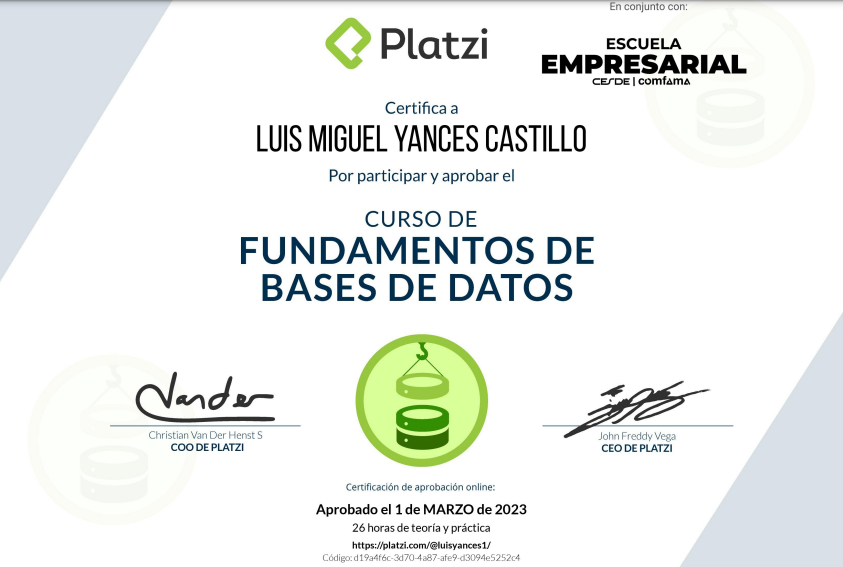 En conjunto con:
Platzi
ESCUELA
EMPRESARIAL
CESDE | comfama
Certifica a
LUIS MIGUEL YANCES CASTILLO
Por participar y aprobar el
CURSO DE
FUNDAMENTOS DE
BASES DE DATOS
Vander
Christian Van Der Henst S
COO DE PLATZI
John Freddy Vega
CEO DE PLATZI
Certificación de aprobación online:
Aprobado el 1 de MARZO de 2023
26 horas de teoría y práctica
https://platzi.com/@luisyances1/
Código: d19a4f6c-3d70-4a87-afe9-d3094e5252c4